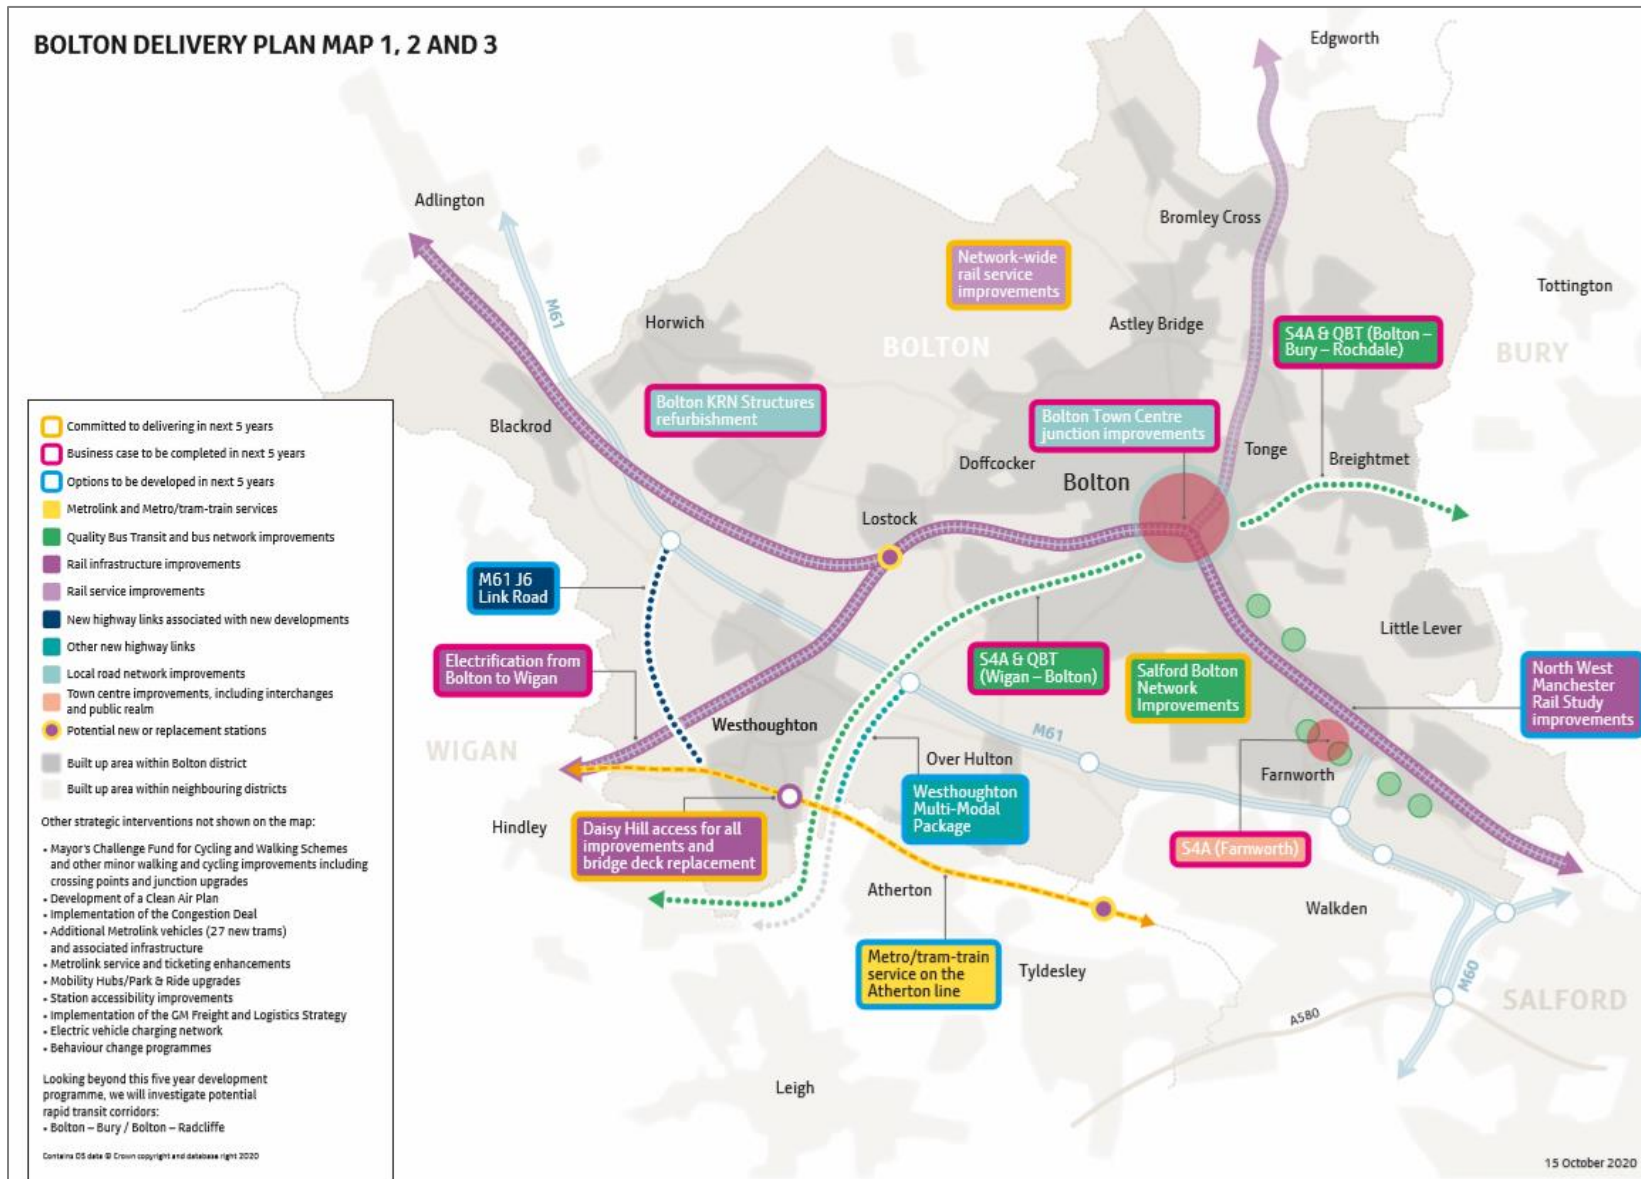 BOLTON DELIVERY PLAN MAP 1, 2 AND 3
Edgworth
Adlington
Bromley Cross
M61
Network-wide
rail service
improvements
Tottington
Horwich
Astley Bridge
S4A & QBT (Bolton –
Bury – Rochdale)
BOLTON
BURY
Bolton KRN Structures
refurbishment
Bolton Town Centre
junction improvements
Blackrod
Doffcocker
Tonge
Breightmet
Bolton
Lostock
M61 J6
Link Road
Little Lever
Electrification from
Bolton to Wigan
S4A & QBT
(Wigan – Bolton)
Salford Bolton
Network
Improvements
North West
Manchester
Rail Study
improvements
Westhoughton
WIGAN
M61
Over Hulton
Farnworth
Westhoughton
Multi-Modal
Package
Hindley
Daisy Hill access for all
improvements and
bridge deck replacement
S4A (Farnworth)
Atherton
Walkden
Metro/tram-train
service on the
Atherton line
Tyldesley
M60
SALFORD
A580
Leigh
Committed to delivering in next 5 years
Business case to be completed in next 5 years
Options to be developed in next 5 years
Metrolink and Metro/tram-train services
Quality Bus Transit and bus network improvements
Rail infrastructure improvements
Rail service improvements
New highway links associated with new developments
Other new highway links
Local road network improvements
Town centre improvements, including interchanges
and public realm
Potential new or replacement stations
Built up area within Bolton district
Built up area within neighbouring districts
Other strategic interventions not shown on the map:
• Mayor's Challenge Fund for Cycling and Walking Schemes
and other minor walking and cycling improvements including
crossing points and junction upgrades
• Development of a Clean Air Plan
• Implementation of the Congestion Deal
• Additional Metrolink vehicles (27 new trams)
and associated infrastructure
• Metrolink service and ticketing enhancements
• Mobility Hubs/Park & Ride upgrades
• Station accessibility improvements
• Implementation of the GM Freight and Logistics Strategy
• Electric vehicle charging network
• Behaviour change programmes
Looking beyond this five year development
programme, we will investigate potential
rapid transit corridors:
• Bolton – Bury / Bolton – Radcliffe
Contains OS data © Crown copyright and database right 2020
15 October 2020